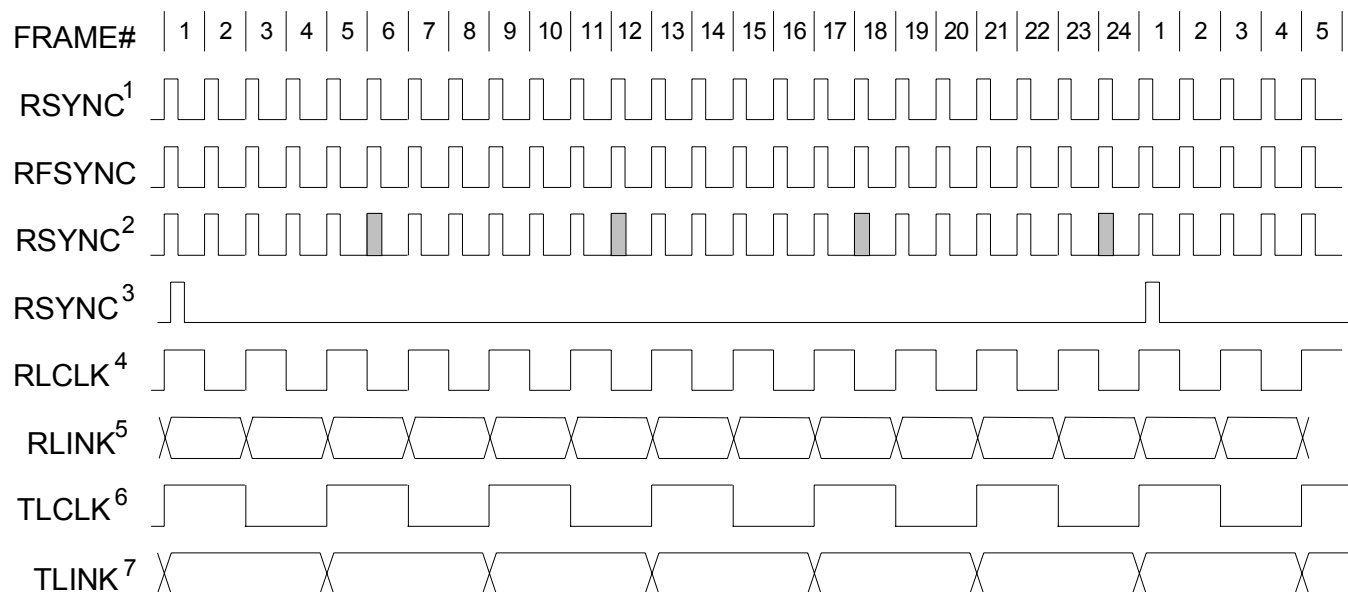 FRAME# 1 2 3 4 5 6 7 8 9 10 11 12 13 14 15 16 17 18 19 20 21 22 23 24 1 2 3 4 5
RSYNC¹
RFSYNC
RSYNC²
RSYNC³
RLCLK⁴
RLINK⁵
TLCLK⁶
TLINK⁷